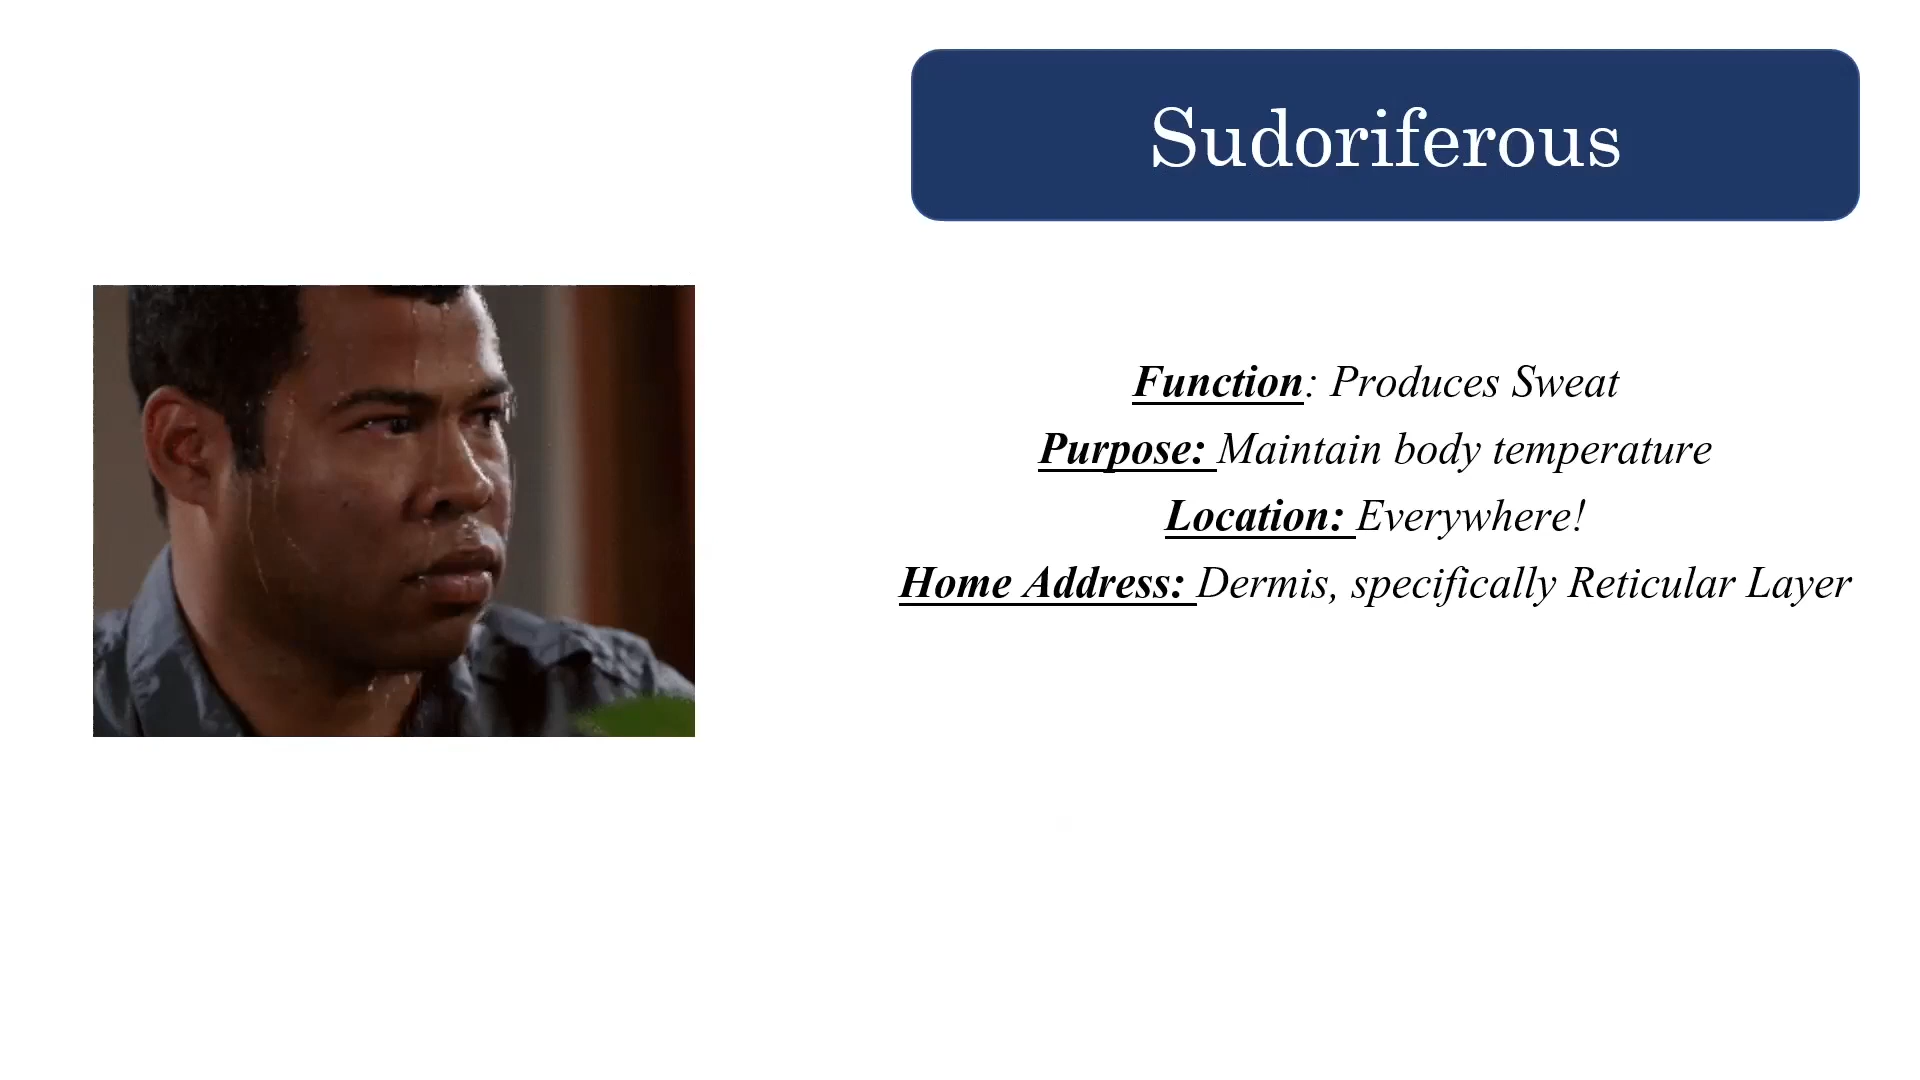 Sudoriferous
Function: Produces Sweat
Purpose: Maintain body temperature
Location: Everywhere!
Home Address: Dermis, specifically Reticular Layer